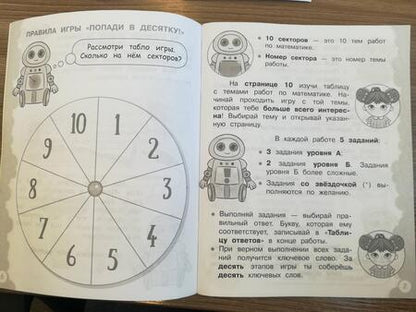 ПРАВИЛА ИГРЫ «ПОПАДИ В ДЕСЯТКУ!»
Рассмотри табло игры.
Сколько на нём секторов?
10 1
9 2
8 3
7 4
6 5
• 10 секторов — это 10 тем работ
по математике.
• Номер сектора — это номер темы
работы.
На странице 10 изучи таблицу
с темами работ по математике. На-
чинай проходить игру с той темы,
которая тебе больше всего интерес-
на! Выбирай тему и открывай указан-
ную страницу.
В каждой работе 5 заданий:
• 3 задания уровня А.
• 2 задания уровня Б. Задания
уровня Б более сложные.
• Задания со звёздочкой (*) вы-
полняются по желанию.
• Выполняй задания — выбирай пра-
вильный ответ. Букву, которая ему
соответствует, записывай в «Табли-
цу ответов» в конце работы.
• При верном выполнении всех зада-
ний получится ключевое слово. За
десять этапов игры ты соберёшь
десять ключевых слов.